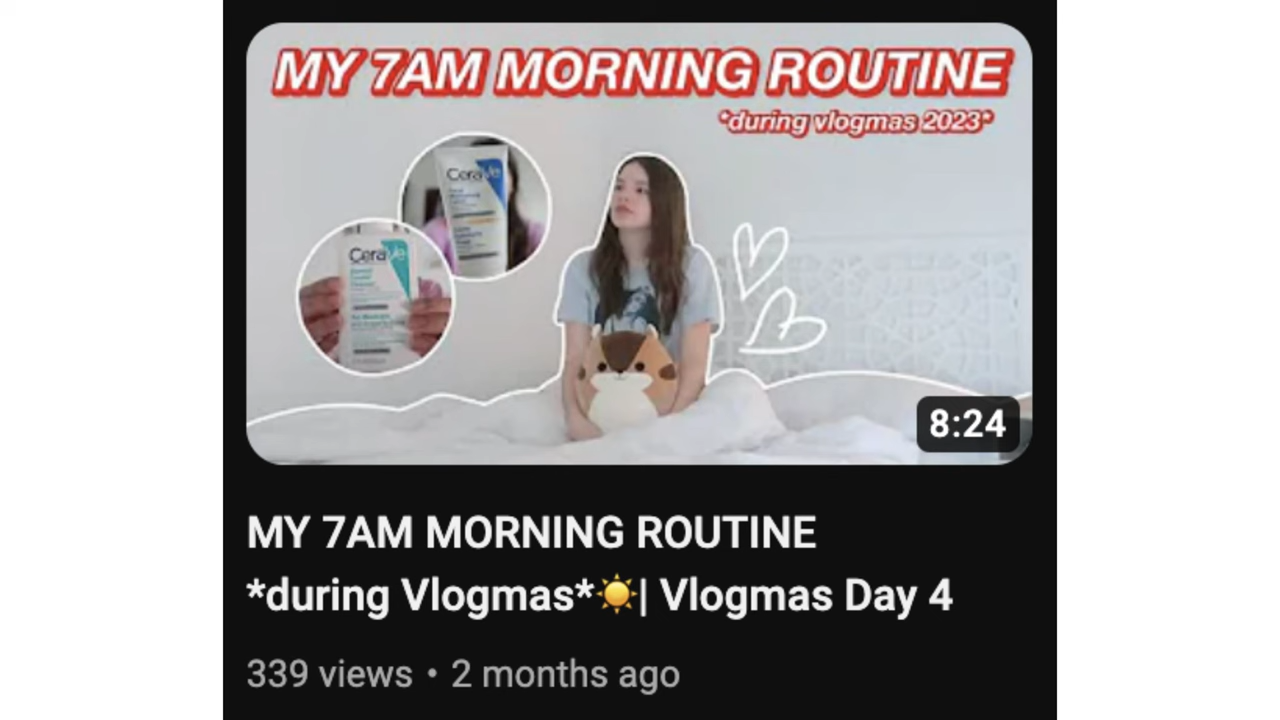 MY 7AM MORNING ROUTINE
*during vlogmas 2023*
CeraVe
CeraVe
8:24
MY 7AM MORNING ROUTINE
*during Vlogmas*☀️| Vlogmas Day 4
339 views • 2 months ago